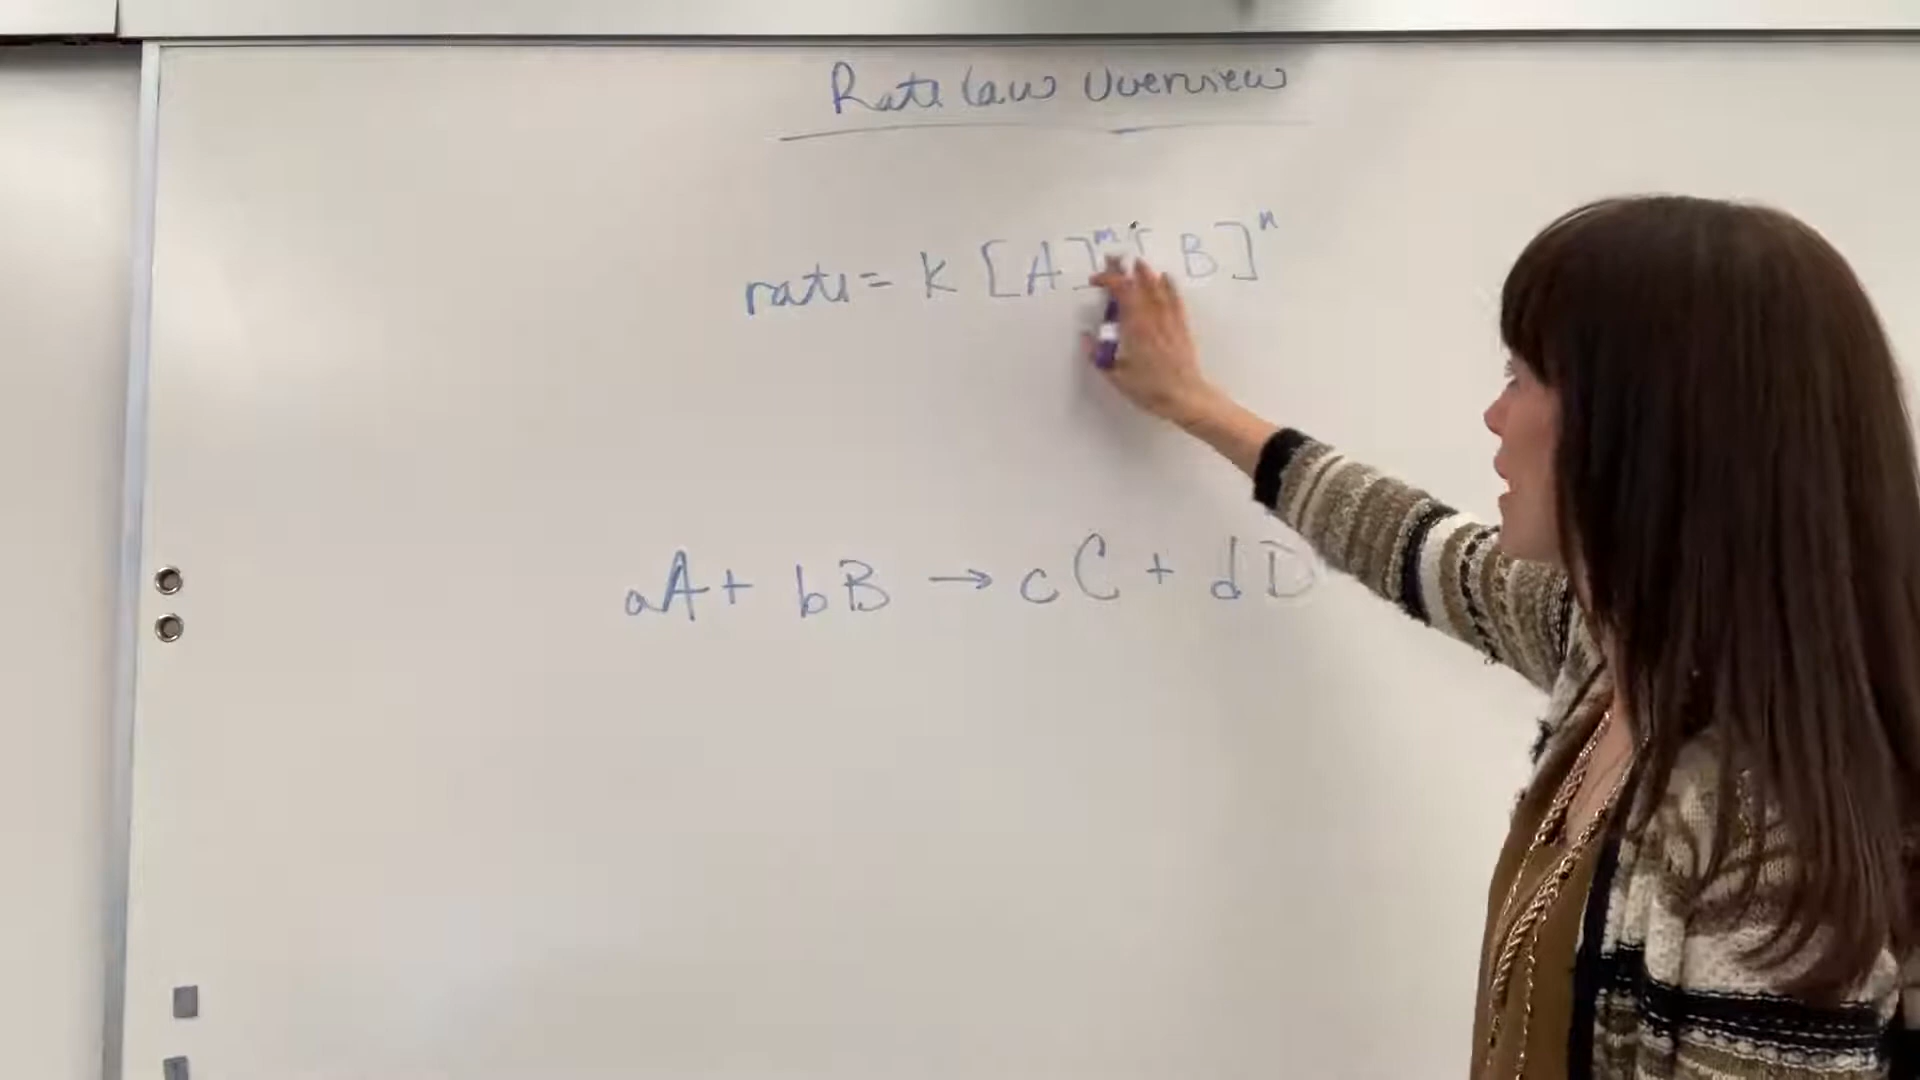 Rate Law Overview
rate = k [A]^m [B]^n
aA + bB → cC + dD